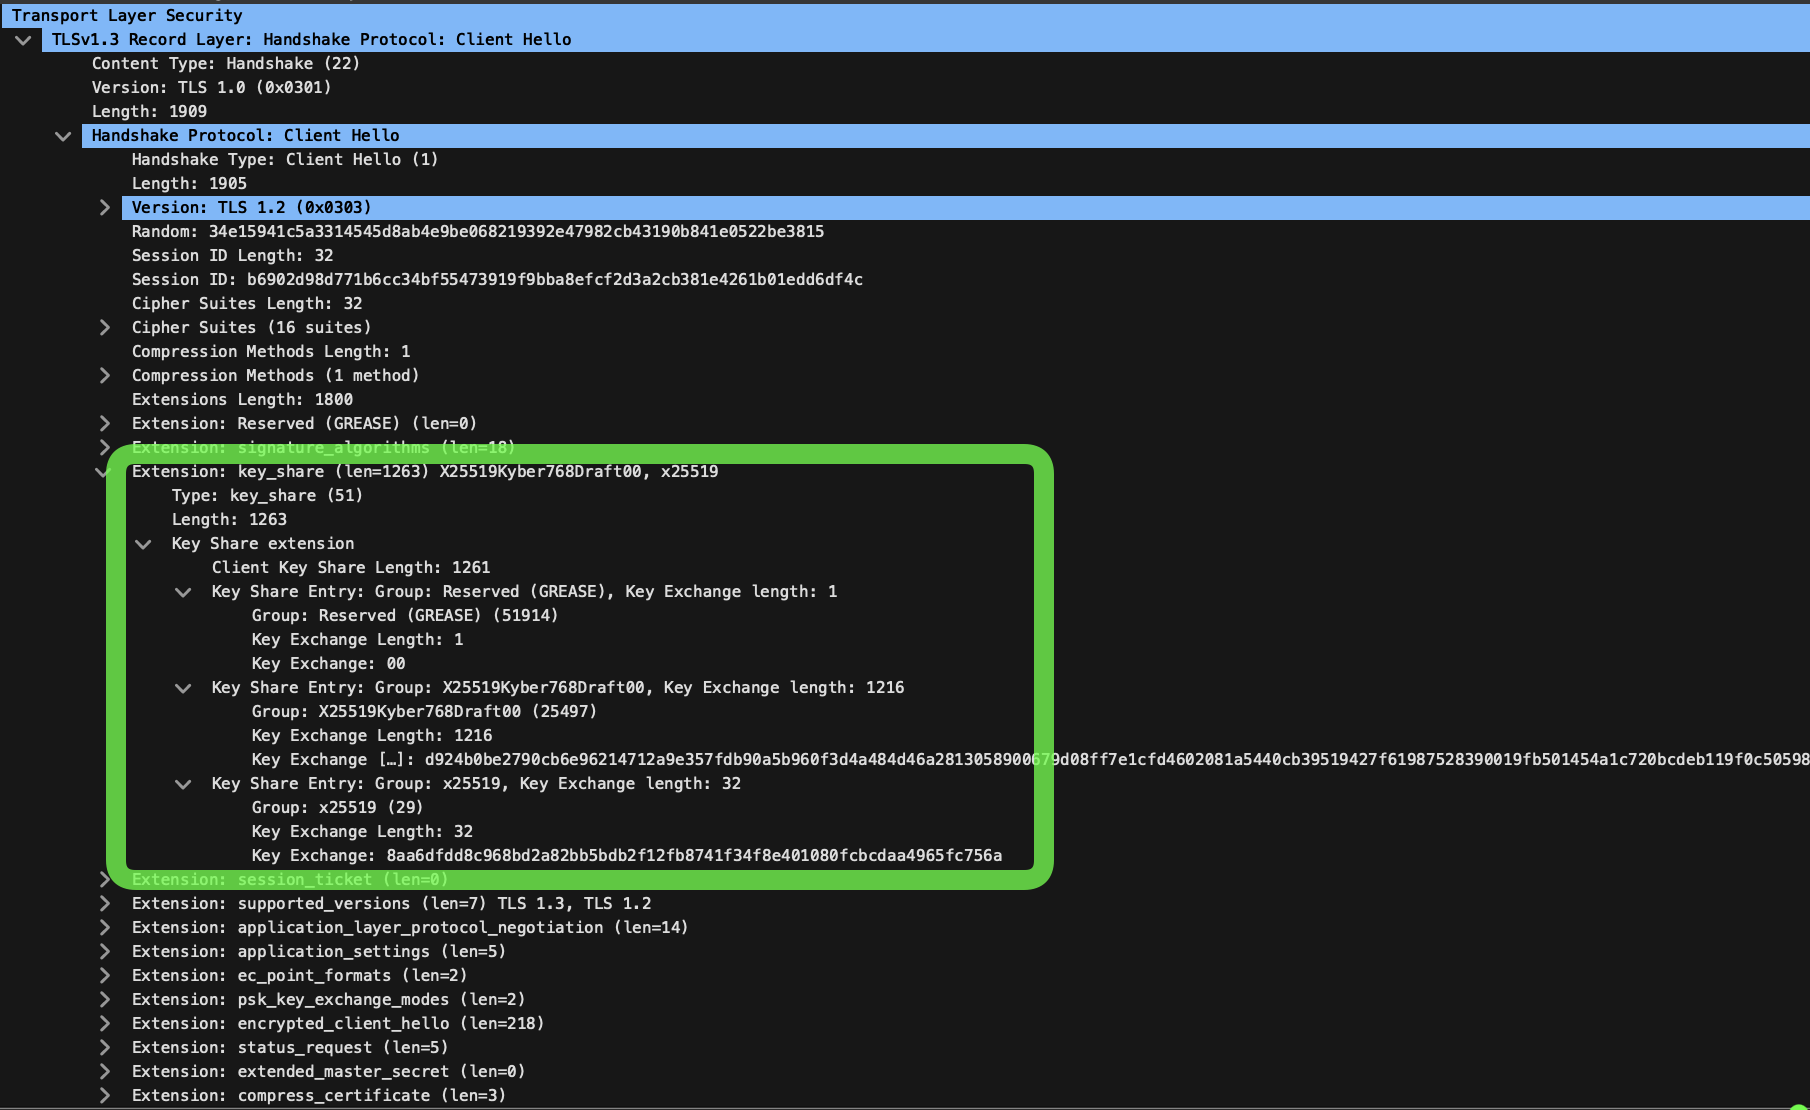 Transport Layer Security
TLSv1.3 Record Layer: Handshake Protocol: Client Hello
Content Type: Handshake (22)
Version: TLS 1.0 (0x0301)
Length: 1909
Handshake Protocol: Client Hello
Handshake Type: Client Hello (1)
Length: 1905
Version: TLS 1.2 (0x0303)
Random: 34e15941c5a3314545d8ab4e9be068219392e47982cb43190b841e0522be3815
Session ID Length: 32
Session ID: b6902d98d771b6cc34bf55473919f9bba8efcf2d3a2cb381e4261b01edd6df4c
Cipher Suites Length: 32
Cipher Suites (16 suites)
Compression Methods Length: 1
Compression Methods (1 method)
Extensions Length: 1800
Extension: Reserved (GREASE) (len=0)
Extension: signature_algorithms (len=18)
Extension: key_share (len=1263) X25519Kyber768Draft00, x25519
Type: key_share (51)
Length: 1263
Key Share extension
Client Key Share Length: 1261
Key Share Entry: Group: Reserved (GREASE), Key Exchange length: 1
Group: Reserved (GREASE) (51914)
Key Exchange Length: 1
Key Exchange: 00
Key Share Entry: Group: X25519Kyber768Draft00, Key Exchange length: 1216
Group: X25519Kyber768Draft00 (25497)
Key Exchange Length: 1216
Key Exchange […]: d924b0be2790cb6e96214712a9e357fdb90a5b960f3d4a484d46a2813058900679d08ff7e1cfd4602081a5440cb39519427f61987528390019fb501454a1c720bcdeb119f0c50598
Key Share Entry: Group: x25519, Key Exchange length: 32
Group: x25519 (29)
Key Exchange Length: 32
Key Exchange: 8aa6dfdd8c968bd2a82bb5bdb2f12fb8741f34f8e401080fcbcdaa4965fc756a
Extension: session_ticket (len=0)
Extension: supported_versions (len=7) TLS 1.3, TLS 1.2
Extension: application_layer_protocol_negotiation (len=14)
Extension: application_settings (len=5)
Extension: ec_point_formats (len=2)
Extension: psk_key_exchange_modes (len=2)
Extension: encrypted_client_hello (len=218)
Extension: status_request (len=5)
Extension: extended_master_secret (len=0)
Extension: compress_certificate (len=3)